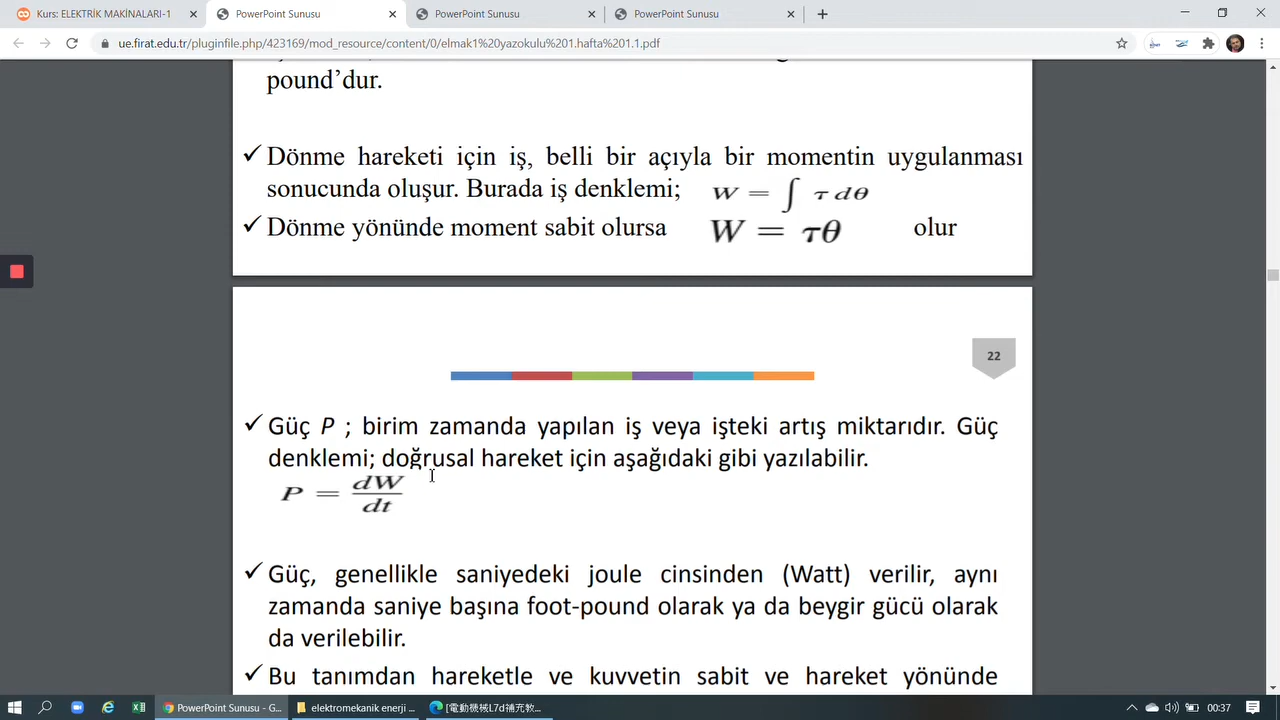 Kurs: ELEKTRİK MAKİNALARI-1
PowerPoint Sunusu
PowerPoint Sunusu
PowerPoint Sunusu
ue.firat.edu.tr/pluginfile.php/423169/mod_resource/content/0/elmak1%20yazokulu%201.hafta%201.1.pdf
pound’dur.
✓ Dönme hareketi için iş, belli bir açıyla bir momentin uygulanması
sonucunda oluşur. Burada iş denklemi; W = ∫ τ dθ
✓ Dönme yönünde moment sabit olursa W = τθ olur
22
✓ Güç P ; birim zamanda yapılan iş veya işteki artış miktarıdır. Güç
denklemi; doğrusal hareket için aşağıdaki gibi yazılabilir.
P = dW/dt
✓ Güç, genellikle saniyedeki joule cinsinden (Watt) verilir, aynı
zamanda saniye başına foot-pound olarak ya da beygir gücü olarak
da verilebilir.
✓ Bu tanımdan hareketle ve kuvvetin sabit ve hareket yönünde
PowerPoint Sunusu - G...
elektromekanik enerji ...
00:37